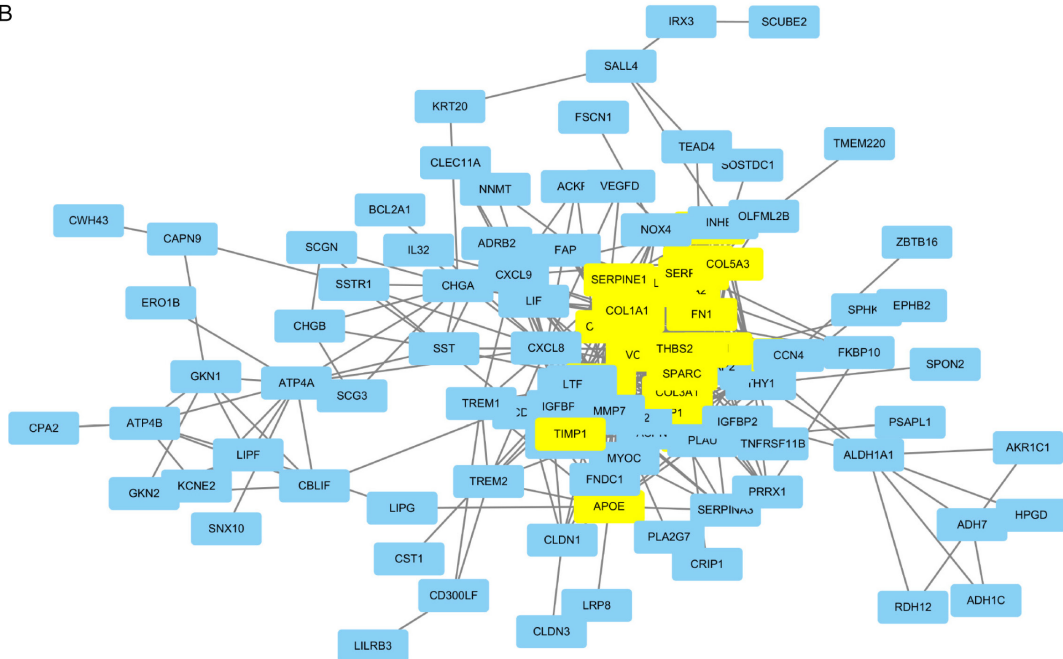 B
IRX3
SCUBE2
SALL4
KRT20
FSCN1
TEAD4
TMEM220
CLEC11A
SOSTDC1
NNMT
VEGFD
BCL2A1
CWH43
CAPN9
SCGN
IL32
ADRB2
FAP
NOX4
OLFML2B
ZBTB16
SSTR1
CHGA
CXCL9
SERPINE1
COL5A3
ERO1B
LIF
COL1A1
FN1
EPHB2
CHGB
SST
CXCL8
THBS2
CCN4
FKBP10
SPON2
GKN1
ATP4A
SCG3
LTF
SPARC
THY1
COL3A1
TREM1
MMP7
IGFBP2
PSAPL1
CPA2
ATP4B
TIMP1
PLAU
TNFRSF11B
AKR1C1
LIPF
MYOC
ALDH1A1
GKN2
KCNE2
CBLIF
TREM2
FNDC1
PRRX1
SNX10
LIPG
APOE
SERPINA3
HPGD
ADH7
CST1
CLDN1
PLA2G7
CRIP1
CD300LF
LRP8
RDH12
ADH1C
CLDN3
LILRB3